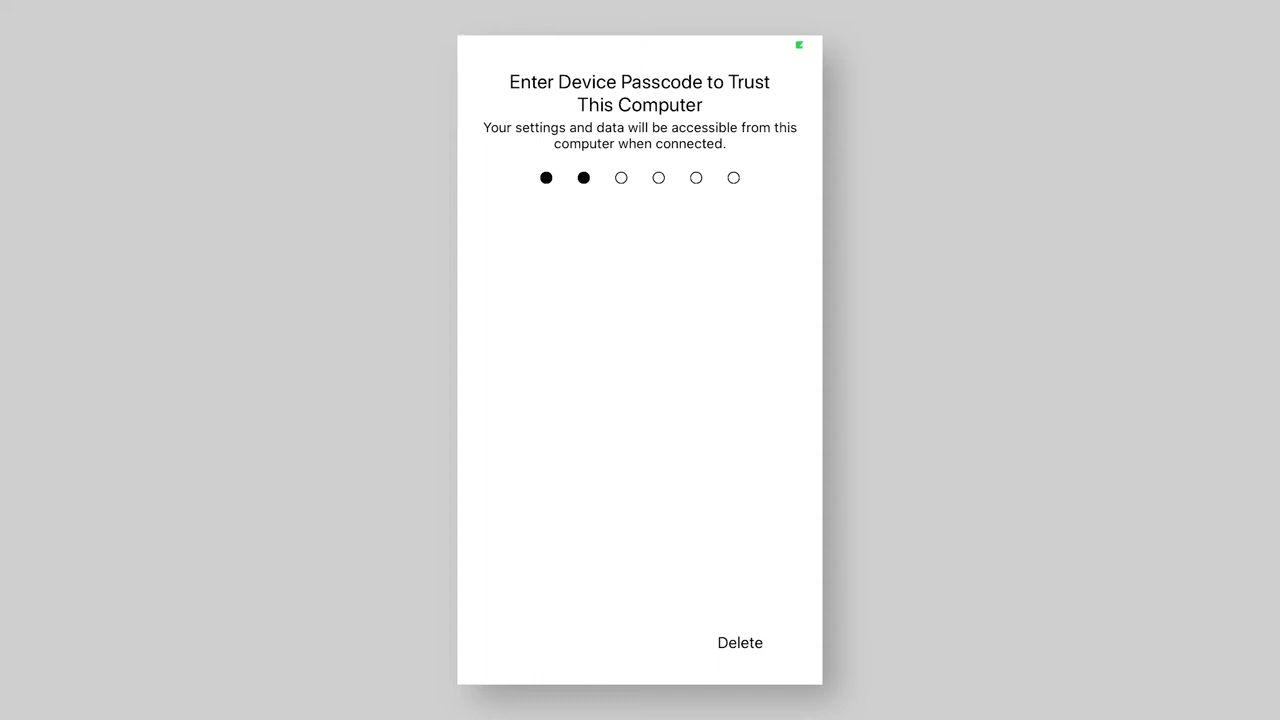 Enter Device Passcode to Trust
This Computer
Your settings and data will be accessible from this
computer when connected.
Delete